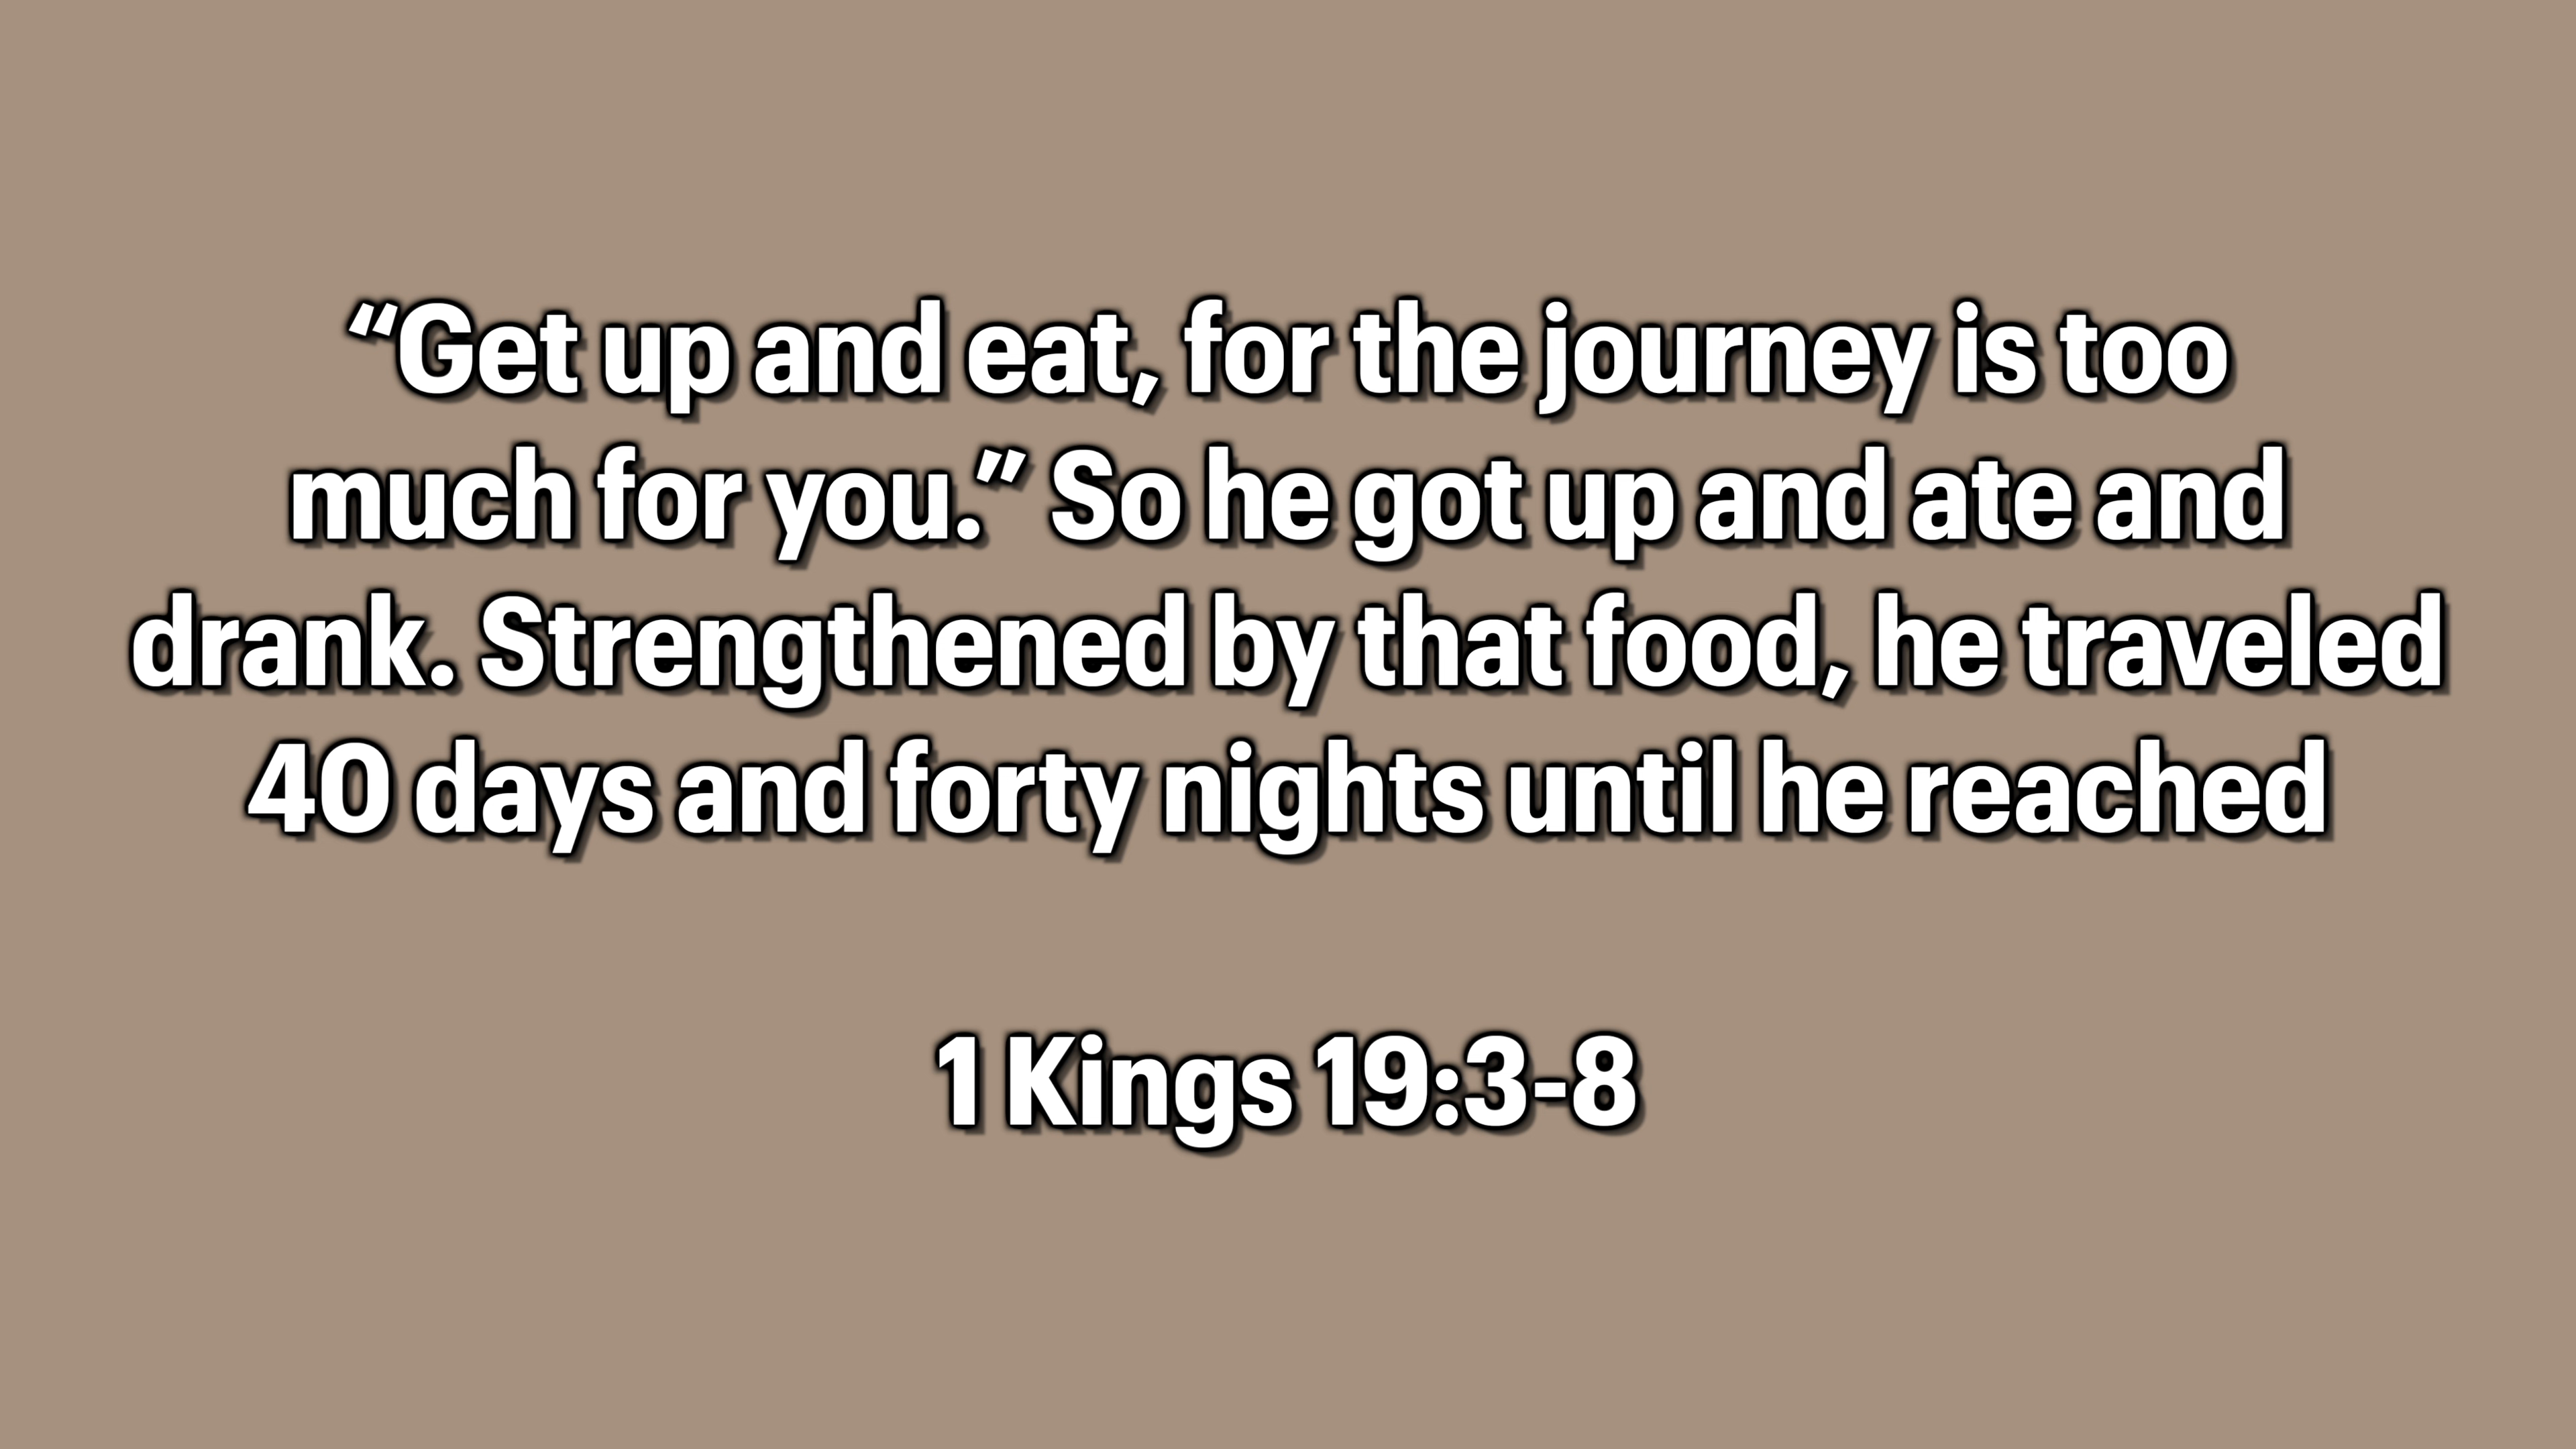 “Get up and eat, for the journey is too
much for you.” So he got up and ate and
drank. Strengthened by that food, he traveled
40 days and forty nights until he reached
1 Kings 19:3-8